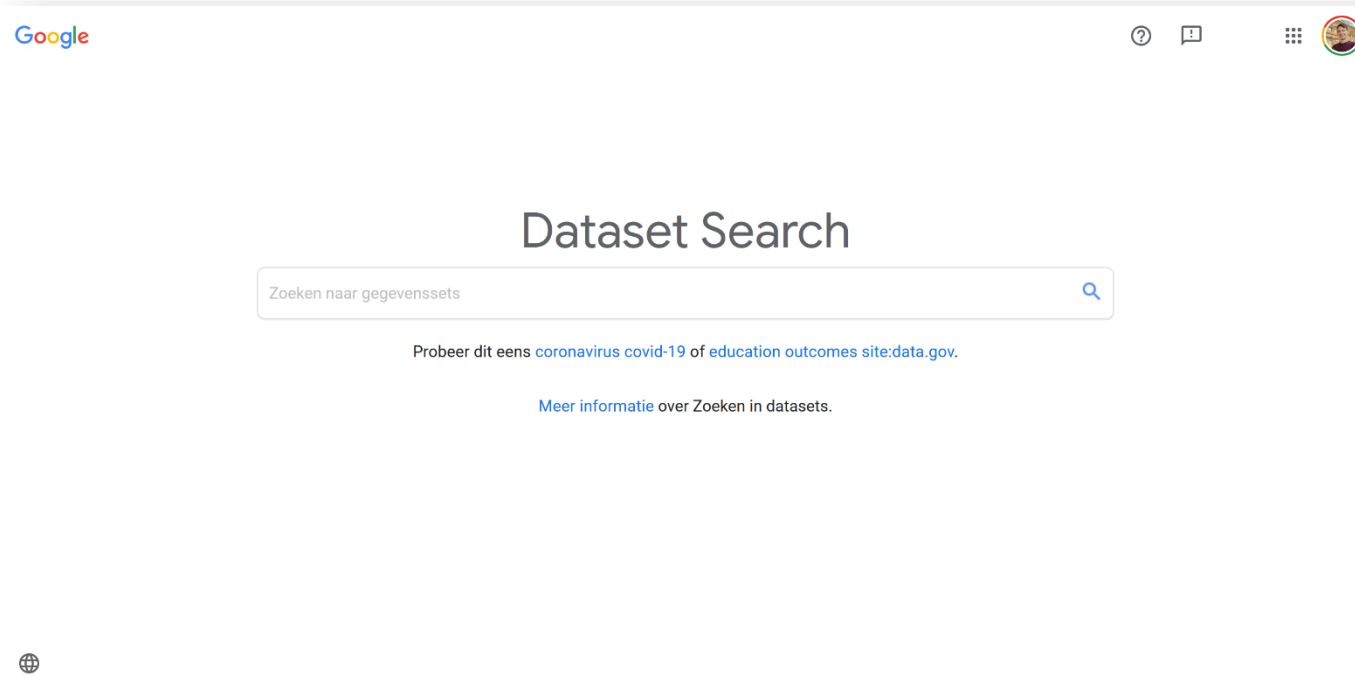 Google
Dataset Search
Zoeken naar gegevenssets
Probeer dit eens coronavirus covid-19 of education outcomes site:data.gov.
Meer informatie over Zoeken in datasets.